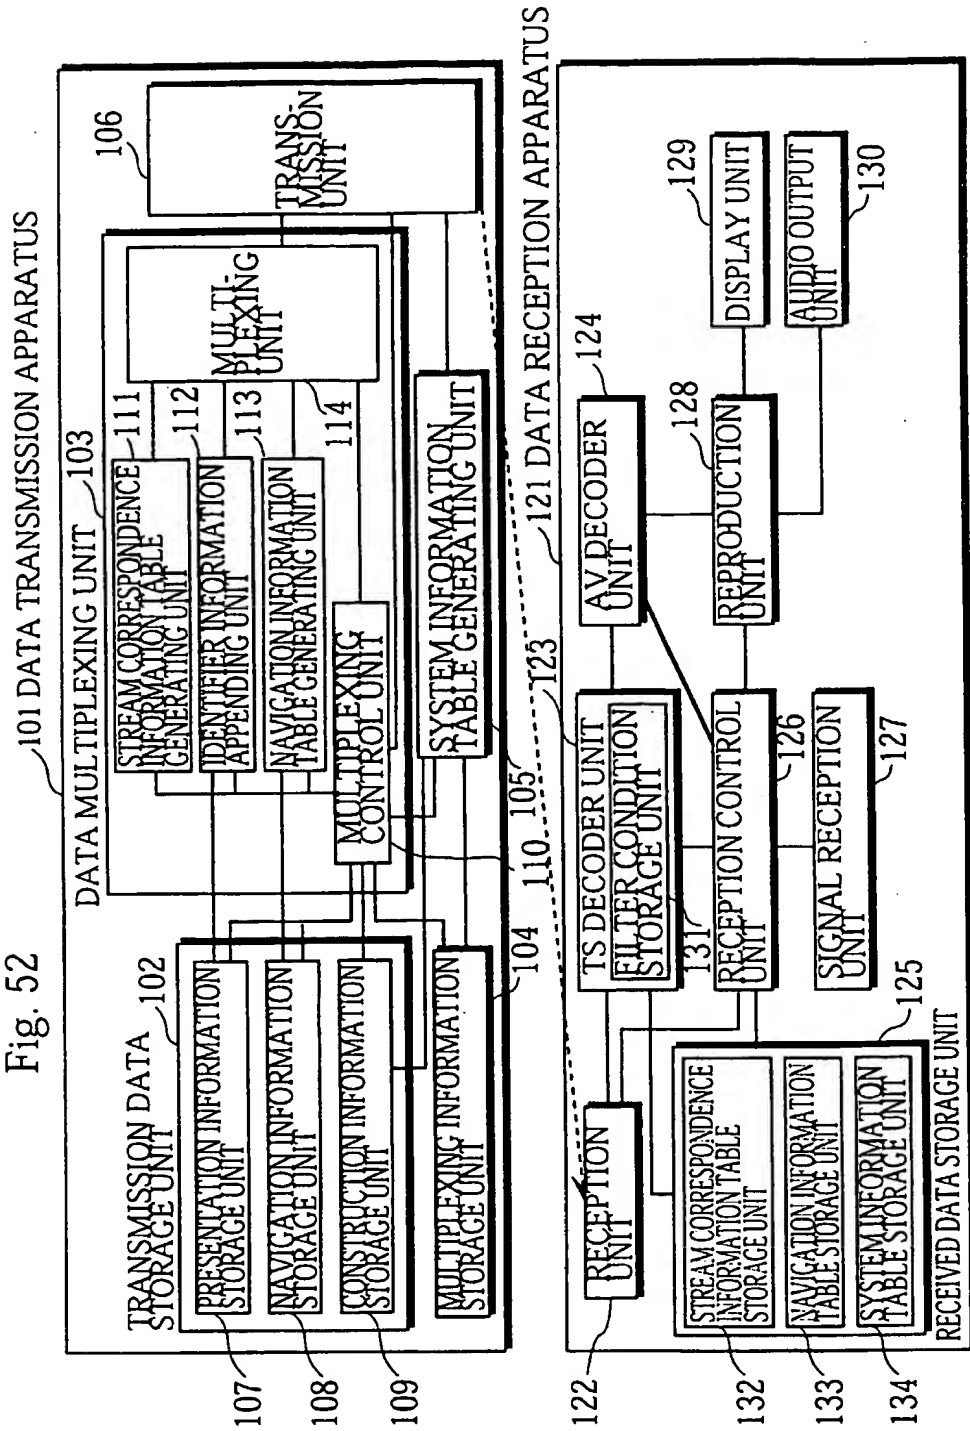 Fig. 52
101 DATA TRANSMISSION APPARATUS
TRANSMISSION DATA
STORAGE UNIT
102
PRESENTATION INFORMATION
STORAGE UNIT
107
NAVIGATION INFORMATION
STORAGE UNIT
108
CONSTRUCTION INFORMATION
STORAGE UNIT
109
MULTIPLEXING INFORMATION
STORAGE UNIT
104
DATA MULTIPLEXING UNIT
103
STREAM CORRESPONDENCE
INFORMATION TABLE
GENERATING UNIT
111
IDENTIFIER INFORMATION
APPENDING UNIT
112
NAVIGATION INFORMATION
TABLE GENERATING UNIT
113
MULTIPLEXING
CONTROL UNIT
110
MULTI-
PLEXING
UNIT
114
SYSTEM INFORMATION
TABLE GENERATING UNIT
105
TRANS-
MISSION
UNIT
106
121 DATA RECEPTION APPARATUS
RECEPTION
UNIT
122
TS DECODER UNIT
123
FILTER CONDITION
STORAGE UNIT
131
AV DECODER
UNIT
124
RECEPTION CONTROL
UNIT
126
SIGNAL RECEPTION
UNIT
127
REPRODUCTION
UNIT
128
DISPLAY UNIT
129
AUDIO OUTPUT
UNIT
130
STREAM CORRESPONDENCE
INFORMATION TABLE
STORAGE UNIT
132
NAVIGATION INFORMATION
TABLE STORAGE UNIT
133
SYSTEM INFORMATION
TABLE STORAGE UNIT
134
125
RECEIVED DATA STORAGE UNIT